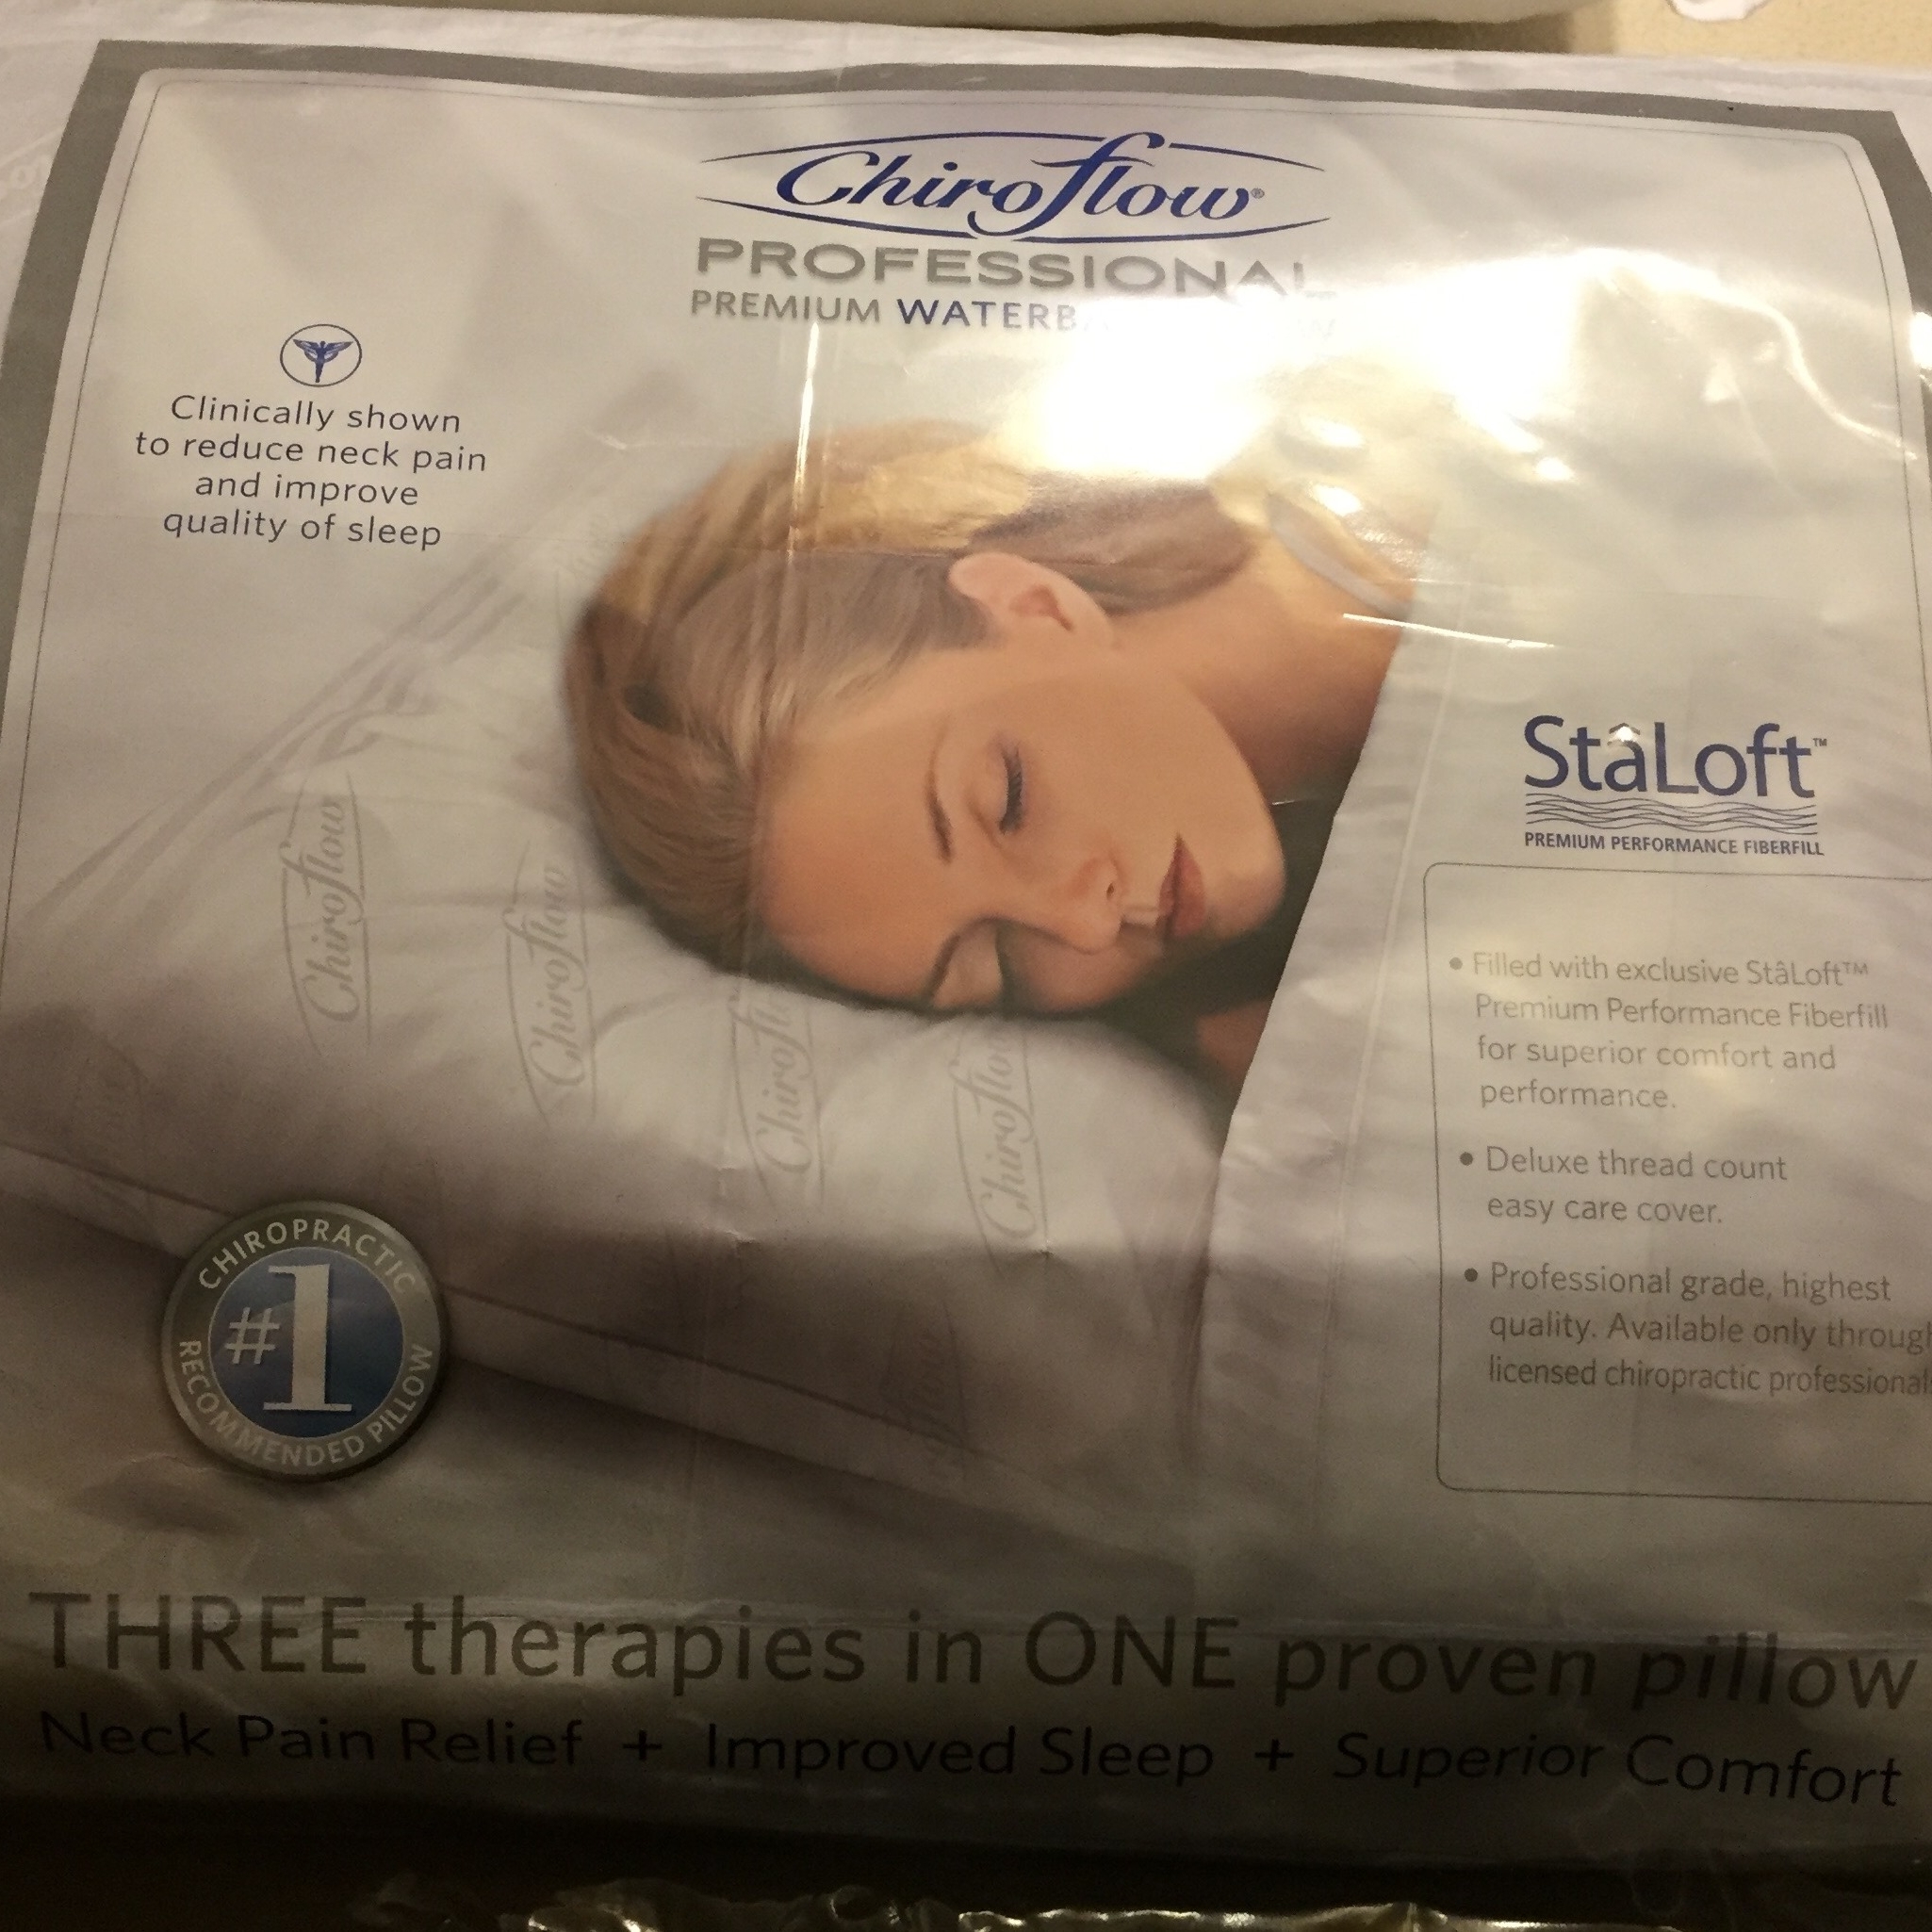 Chiroflow®
PROFESSIONAL
PREMIUM
Clinically shown
to reduce neck pain
and improve
quality of sleep
StâLoft™
PREMIUM PERFORMANCE FIBERFILL
• Filled with exclusive StâLoft™
Premium Performance Fiberfill
for superior comfort and
performance.
• Deluxe thread count
easy care cover.
• Professional grade, highest
quality. Available only through
licensed chiropractic
Chiroflow
Chiroflow
Chiroflow
Chiroflow
CHIROPRACTIC
#1
RECOMMENDED PILLOW
THREE therapies in ONE proven pillow
Neck Pain Relief + Improved Sleep + Superior Comfort